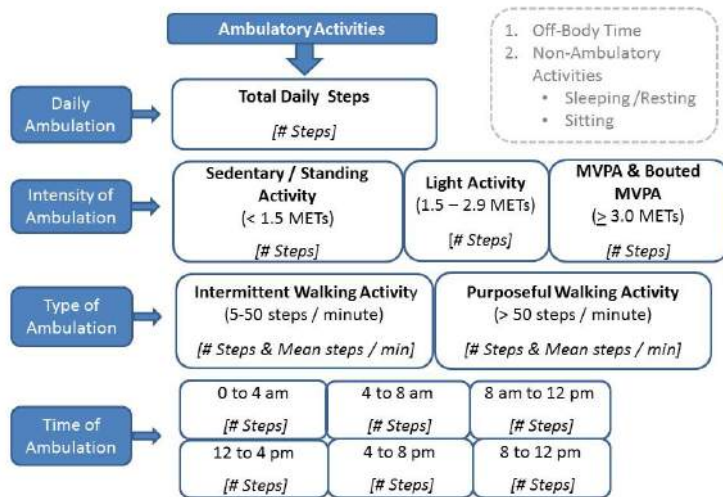 Ambulatory Activities
1. Off-Body Time
2. Non-Ambulatory
Activities
• Sleeping /Resting
• Sitting
Daily
Ambulation
Total Daily Steps
[# Steps]
Intensity of
Ambulation
Sedentary / Standing
Activity
(< 1.5 METs)
[# Steps]
Light Activity
(1.5 – 2.9 METs)
[# Steps]
MVPA & Bouted
MVPA
(≥ 3.0 METs)
[# Steps]
Type of
Ambulation
Intermittent Walking Activity
(5-50 steps / minute)
[# Steps & Mean steps / min]
Purposeful Walking Activity
(> 50 steps / minute)
[# Steps & Mean steps / min]
Time of
Ambulation
0 to 4 am
[# Steps]
4 to 8 am
[# Steps]
8 am to 12 pm
[# Steps]
12 to 4 pm
[# Steps]
4 to 8 pm
[# Steps]
8 to 12 pm
[# Steps]